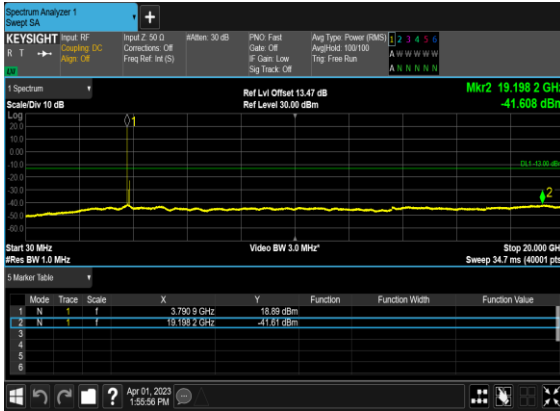 Spectrum Analyzer 1
Swept SA
+
KEYSIGHT Input: RF Input Z: 50 Ω #Atten: 30 dB PNO: Fast Avg Type: Power (RMS) 1 2 3 4 5 6
R T Coupling: DC Corrections: Off Gate: Off Avg|Hold: 100/100 A W W W W W
Align: Off Freq Ref: Int (S) IF Gain: Low Trig: Free Run
Sig Track: Off A N N N N N
1 Spectrum Ref Lvl Offset 13.47 dB Mkr2 19.198 2 GHz
Scale/Div 10 dB Ref Level 30.00 dBm -41.608 dBm
Log
20.0
10.0
0.00
-10.0
-20.0
-30.0
-40.0
-50.0
-60.0
1
DL1 -13.00 dBm
2
Start 30 MHz Video BW 3.0 MHz* Stop 20.000 GH
#Res BW 1.0 MHz Sweep 34.7 ms (40001 pts
5 Marker Table
Mode Trace Scale X Y Function Function Width Function Value
1 N 1 f 3.790 9 GHz 18.89 dBm
2 N 1 f 19.198 2 GHz -41.61 dBm
3
4
5
6
? Apr 01, 2023
1:55:56 PM